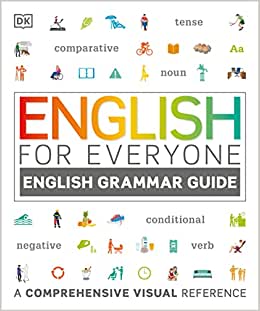 DK
tense
comparative
Aa
noun
ENGLISH
FOR EVERYONE
ENGLISH GRAMMAR GUIDE
conditional
negative
verb
A COMPREHENSIVE VISUAL REFERENCE